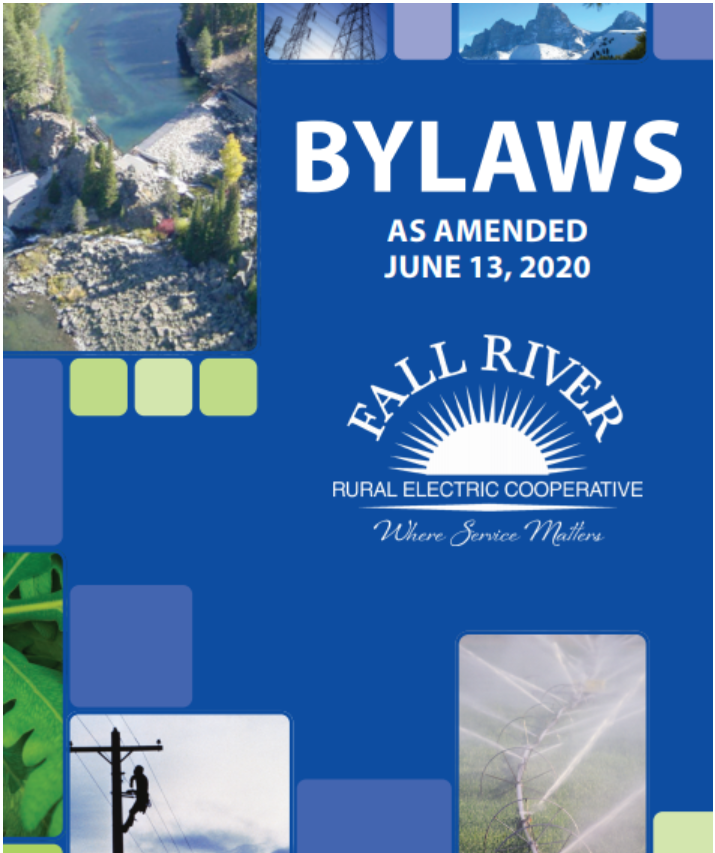 BYLAWS
AS AMENDED
JUNE 13, 2020
FALL RIVER
RURAL ELECTRIC COOPERATIVE
Where Service Matters